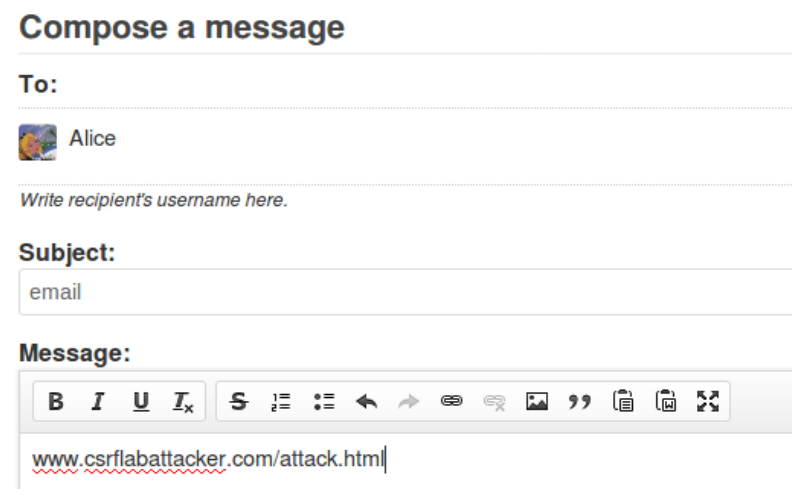 Compose a message
To:
Alice
Write recipient's username here.
Subject:
email
Message:
B I U Tx S
www.csrflabattacker.com/attack.html